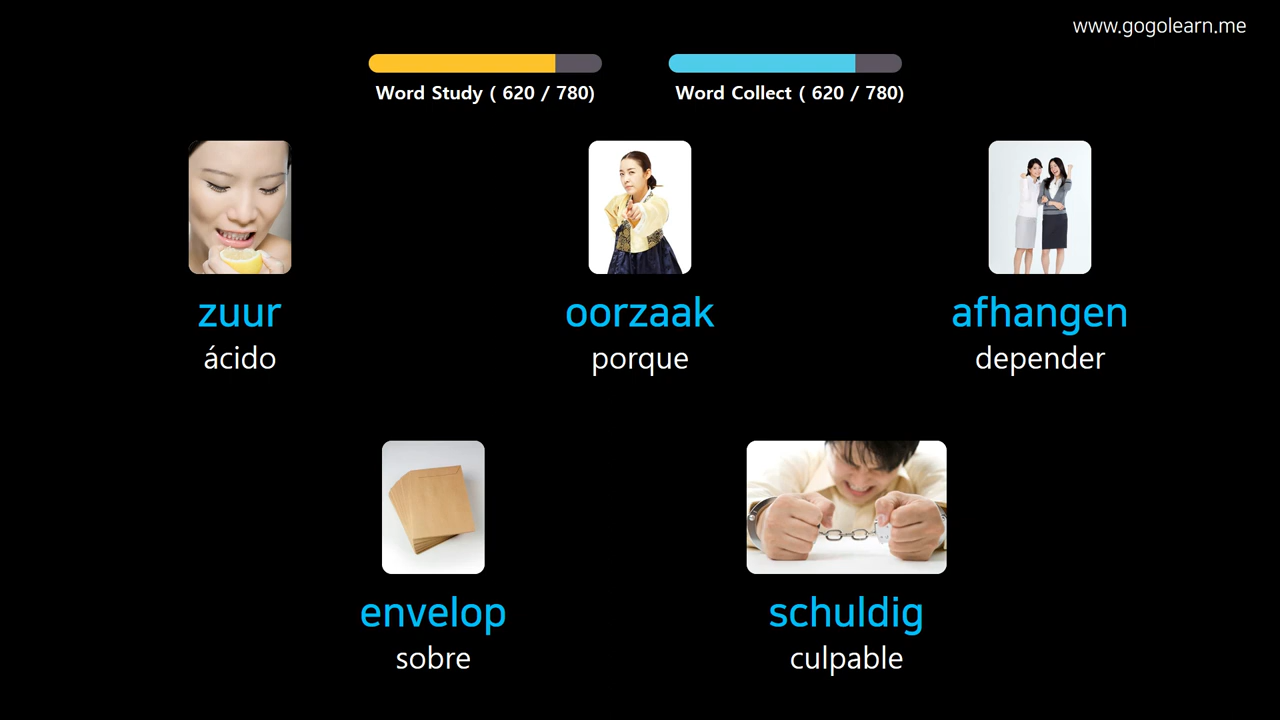 www.gogolearn.me
Word Study ( 620 / 780)
Word Collect ( 620 / 780)
zuur
ácido
oorzaak
porque
afhangen
depender
envelop
sobre
schuldig
culpable